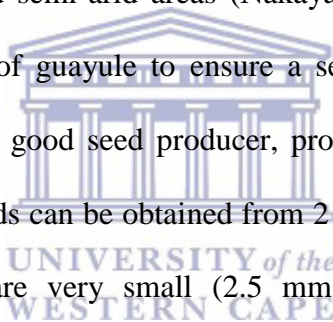 semi-arid areas (Nakaya
of guayule to ensure a se
good seed producer, pro
ds can be obtained from 2
UNIVERSITY of the
are very small (2.5 mm
WESTERN CAPE